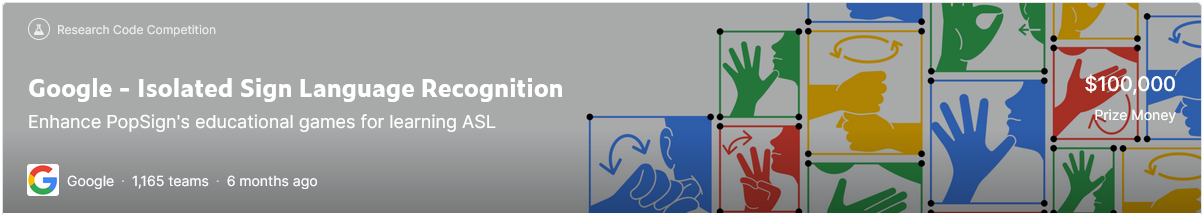 Research Code Competition
Google - Isolated Sign Language Recognition
$100,000
Enhance PopSign's educational games for learning ASL
Prize Money
Google · 1,165 teams · 6 months ago